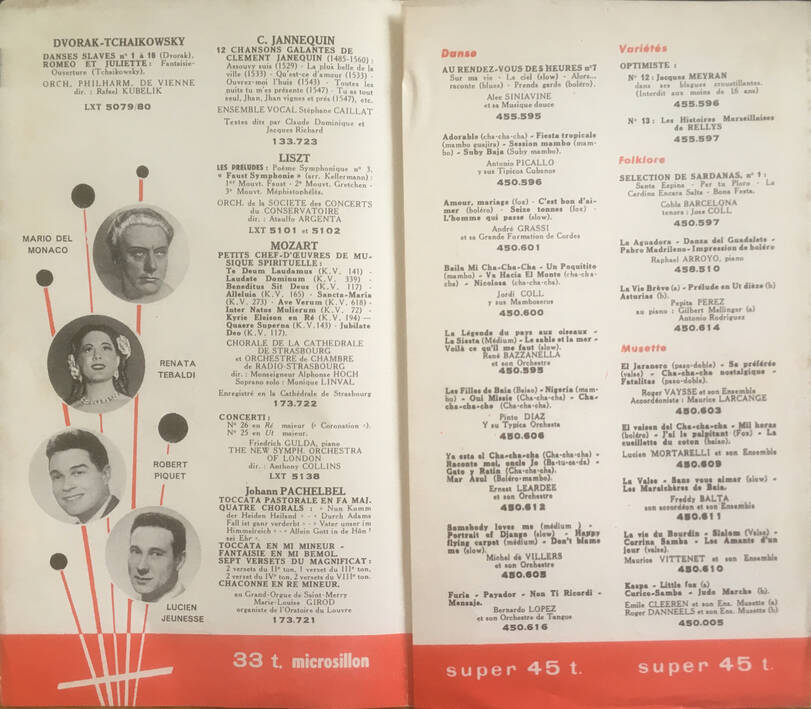 DVORAK-TCHAIKOWSKY
DANSES SLAVES n° 1 à 16 (Dvorak).
ROMEO ET JULIETTE : Fantaisie-
Ouverture (Tchaikowsky).
ORCH. PHILHARM. DE VIENNE
dir. : Rafael KUBELIK
LXT 5079/80
MARIO DEL
MONACO
RENATA
TEBALDI
ROBERT
PIQUET
LUCIEN
JEUNESSE
C. JANNEQUIN
12 CHANSONS GALANTES DE
CLEMENT JANEQUIN (1485-1560) :
Assouvy suis (1529) - La plus belle de la
ville (1533) - Qu'est-ce d'amour (1533) -
Ouvrez-moi l'huis (1543) - Toutes les
nuits tu m'es présente (1547) - Tu as tout
seul, Jhan, Jhan vignes et prés (1547), etc.
ENSEMBLE VOCAL Stéphane CAILLAT
Textes dits par Claude Dominique et
Jacques Richard
133.723
LISZT
LES PRELUDES : Poème Symphonique n° 3.
« Faust Symphonie » (arr. Kellermann) :
1er Mouvt. Faust - 2e Mouvt. Gretchen -
3e Mouvt. Méphistophélès.
ORCH. de la SOCIETE des CONCERTS
du CONSERVATOIRE
dir. : Ataulfo ARGENTA
LXT 5101 et 5102
MOZART
PETITS CHEF-D'ŒUVRES DE MU-
SIQUE SPIRITUELLE :
Te Deum Laudamus (K.V. 141) -
Laudate Dominum (K.V. 339) -
Beneditus Sit Deus (K.V. 117) -
Alleluia (K.V. 165) - Sancta-Maria
(K.V. 273) - Ave Verum (K.V. 618) -
Inter Natos Mulierum (K.V. 72) -
Kyrie Eleison en Ré (K.V. 194) —
Quaere Superna (K.V. 143) - Jubilate
Deo (K.V. 117).
CHORALE DE LA CATHEDRALE
DE STRASBOURG
et ORCHESTRE de CHAMBRE
de RADIO-STRASBOURG
dir. : Monseigneur Alphonse HOCH
Soprano solo : Monique LINVAL
Enregistré en la Cathédrale de Strasbourg
173.722
CONCERTI :
N° 26 en Ré majeur (« Coronation »).
N° 25 en Ut majeur.
Friedrich GULDA, piano
THE NEW SYMPH. ORCHESTRA
OF LONDON
dir. : Anthony COLLINS
LXT 5138
Johann PACHELBEL
TOCCATA PASTORALE EN FA MAJ.
QUATRE CHORALS : « Nun Komm
der Heiden Heiland » - « Durch Adams
Fall ist ganz verderbt » - « Vater unser im
Himmelreich » - « Allein Gott in de Höh'
sei Ehr ».
TOCCATA EN MI MINEUR -
FANTAISIE EN MI BEMOL.
SEPT VERSETS DU MAGNIFICAT :
2 versets du IIe ton, 1 verset du IIIe ton,
2 verset du IVe ton, 2 versets du VIIIe ton.
CHACONNE EN RE MINEUR.
au Grand-Orgue de Saint-Merry
Marie-Louise GIROD
organiste de l'Oratoire du Louvre
173.721
33 t. microsillon
Danse
AU RENDEZ-VOUS DE 5 HEURES n° 7
Sur ma vie - Le ciel (slow) - Alors...
raconte (blues) - Prends garde (boléro).
Alec SINIAVINE
et sa Musique douce
455.595
Adorable (cha-cha-cha) - Fiesta tropicale
(mambo guajira) - Session mambo (mam-
bo) - Suby Baja (Suby mambo).
Antonio PICALLO
y sus Tipicos Cubanos
450.596
Amour, mariage (fox) - C'est bon d'ai-
mer (boléro) - Seize tonnes (fox) -
L'homme qui passe (slow).
André GRASSI
et sa Grande Formation de Cordes
450.601
Baila Mi Cha-Cha-Cha - Un Poquitito
(mambo) - Va Hacia El Monte (cha-cha-
cha) - Nicolosa (cha-cha-cha).
Jordi COLL
y sus Mamboseros
450.600
La Légende du pays aux oiseaux -
La Siesta (Médium) - Le sable et la mer -
Voilà ce qu'il me faut (slow).
René BAZZANELLA
et son Orchestre
450.595
Les Filles de Baia (Baiao) - Nigeria (mam-
bo) - Oui Missie (Cha-cha-cha) - Cha-
cha-cha-cha (Cha-cha-cha).
Pinto DIAZ
Y su Typica Orchesta
450.606
Ya esta el Cha-cha-cha (Cha-cha-cha) -
Raconte moi, oncle Jo (Ba-tu-ca-da) -
Gato y Ratin (Cha-cha-cha).
Mar Azul (Boléro-mambo).
Ernest LEARDEE
et son Orchestre
450.612
Somebody loves me (médium) -
Portrait of Django (slow) - Happy
flying carpet (médium) - Don't blame
me (slow).
Michel de VILLERS
et son Orchestre
450.605
Furia - Payador - Non Ti Ricordi -
Mensaje.
Bernardo LOPEZ
et son Orchestre de Tangue
450.616
super 45 t.
Variétés
OPTIMISTE :
N° 12 : Jacques MEYRAN
dans ses blagues croustillantes.
(Interdit aux moins de 16 ans)
455.596
N° 13 : Les Histoires Marseillaises
de RELLYS
455.597
Folklore
SELECTION DE SARDANAS, n° 1 :
Santa Espina - Per tu Ploro - La
Cardina Encara Salta - Bona Festa.
Cobla BARCELONA
tenora : José COLL
450.597
La Aguadora - Danza del Guadalete -
Pabro Madrileno - Impression de boléro
Raphael ARROYO, piano
458.510
La Vie Brève (a) - Prélude en Ut dièze (b)
Asturias (b).
Pepita PEREZ
au piano : Gilbert Mellinger (a)
Antonio Rodriguez
450.614
Musette
El Jaranero (paso-doble) - Sa préférée
(valse) - Cha-cha-cha nostalgique -
Fatalitas (paso-doble).
Roger VAYSSE et son Ensemble
Accordéoniste : Maurice LARCANGE
450.603
El vaisen del Cha-cha-cha - Mil horas
(boléro) - J'ai le palpitant (Fox) - La
cueillette du coton (baiao).
Lucien MORTARELLI et son Ensemble
450.609
La Valse - Sans vous aimer (slow) -
Les Maraichères de Baia.
Freddy BALTA
son accordéon et son Ensemble
450.611
La vie du Bourdin - Slalom (Valse) -
Corrina Samba - Les Amants d'un
jour (valse).
Maurice VITTENET et son Ensemble
450.610
Kaspa - Little fox (a)
Curico-Samba - Judo Marche (b).
Emile CLEEREN et son Ens. Musette (a)
Roger DANNEELS et son Ens. Musette (b)
450.005
super 45 t.